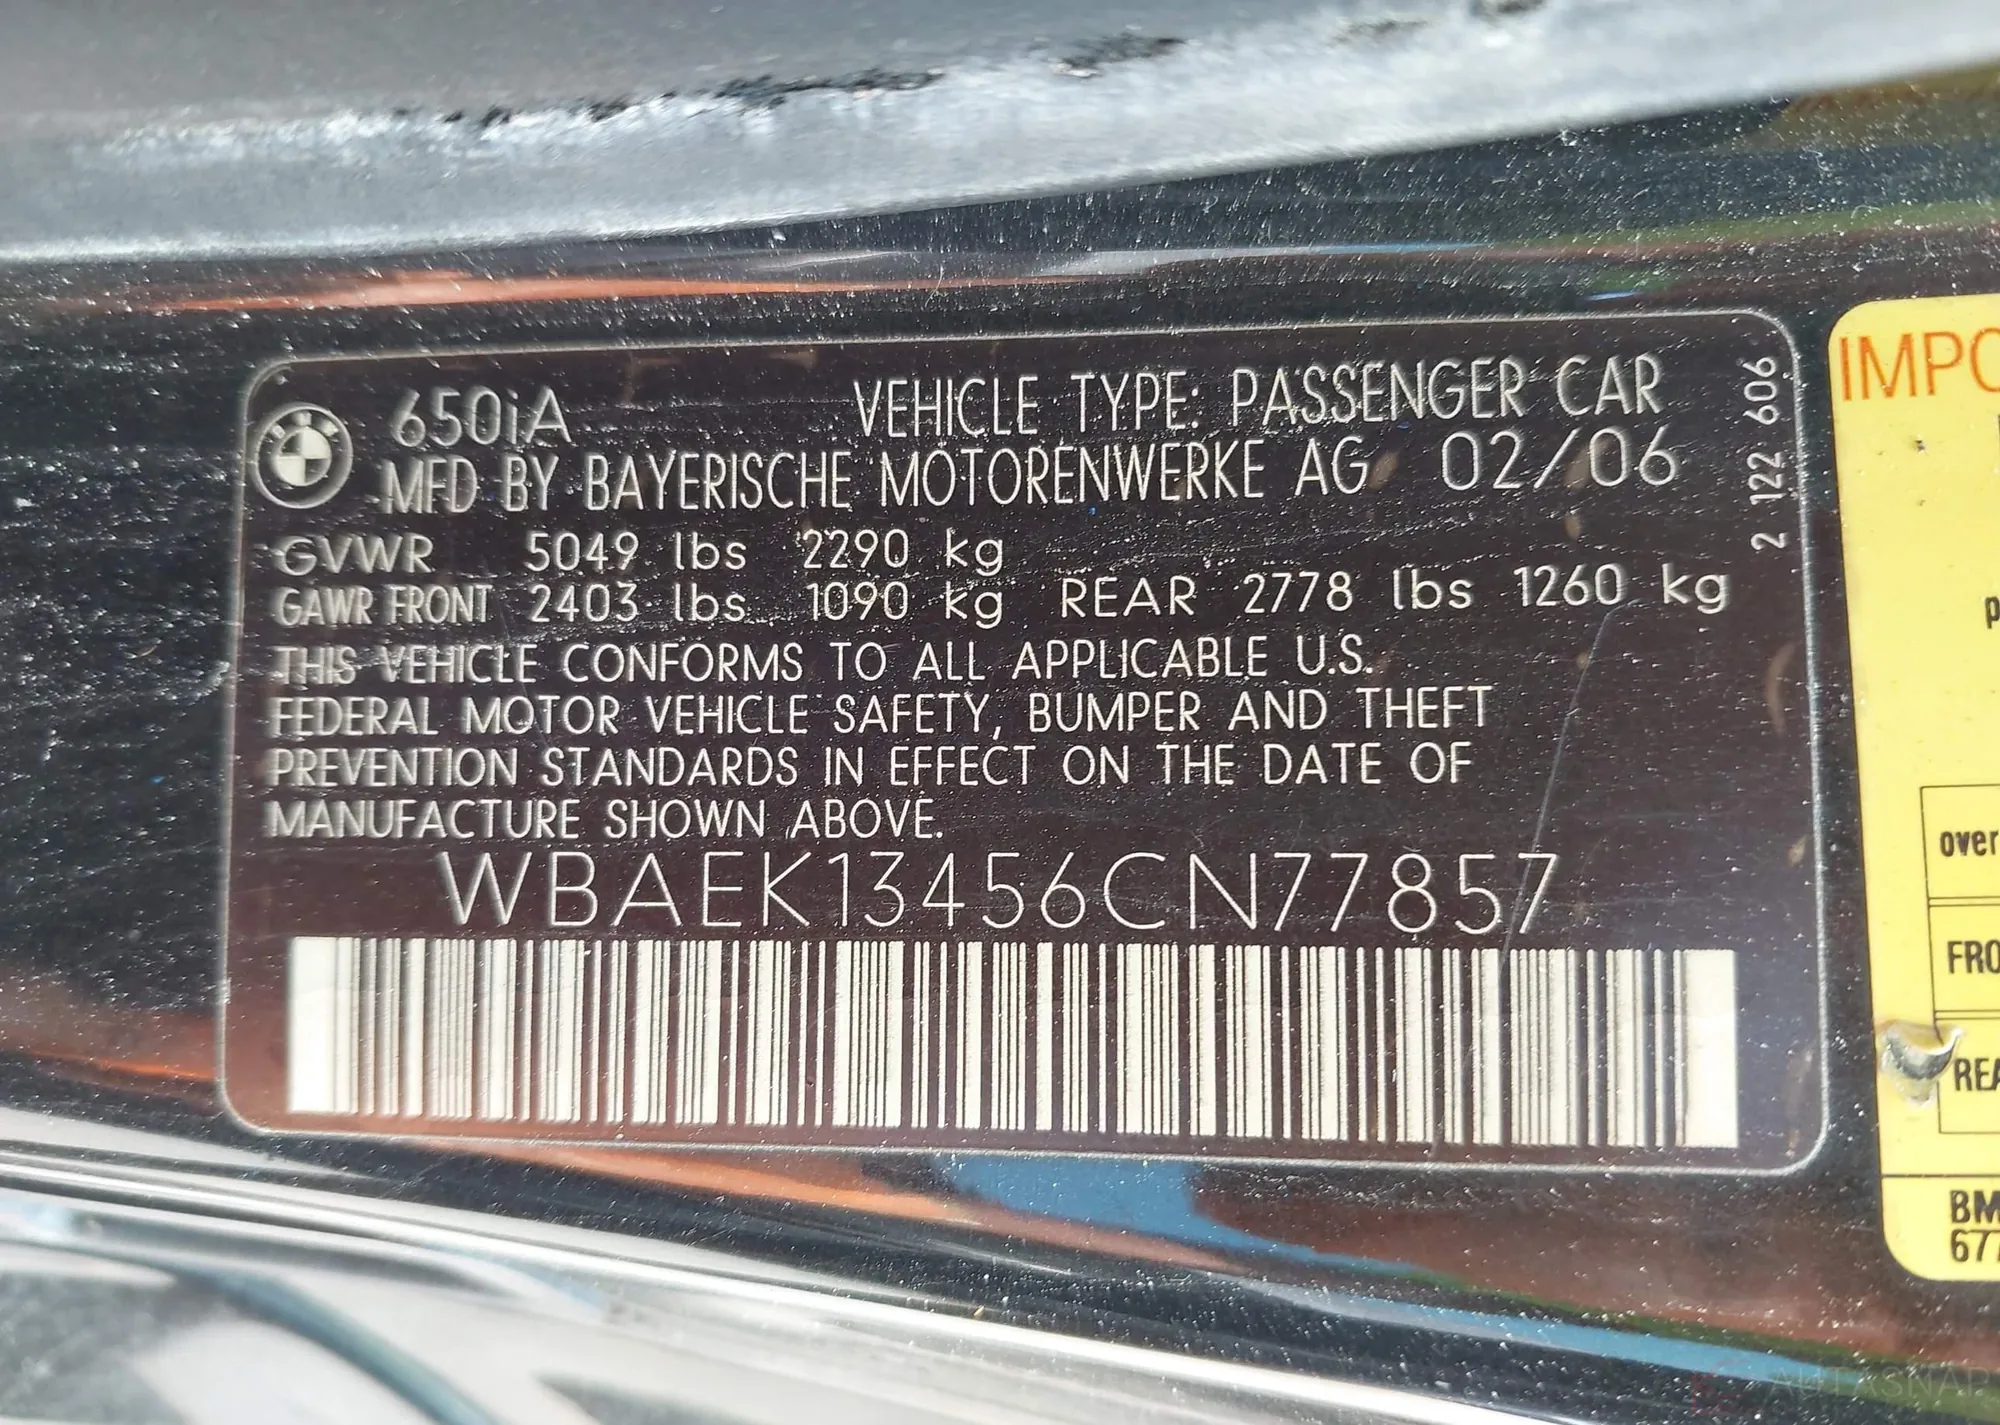 650iA VEHICLE TYPE: PASSENGER CAR
MFD BY BAYERISCHE MOTORENWERKE AG 02/06
GVWR 5049 lbs 2290 kg
GAWR FRONT 2403 lbs 1090 kg REAR 2778 lbs 1260 kg
THIS VEHICLE CONFORMS TO ALL APPLICABLE U.S.
FEDERAL MOTOR VEHICLE SAFETY, BUMPER AND THEFT
PREVENTION STANDARDS IN EFFECT ON THE DATE OF
MANUFACTURE SHOWN ABOVE.
WBAEK13456CN77857
2 122 606
IMPO
over
FRO
REA
BM
677
AUTASNAP